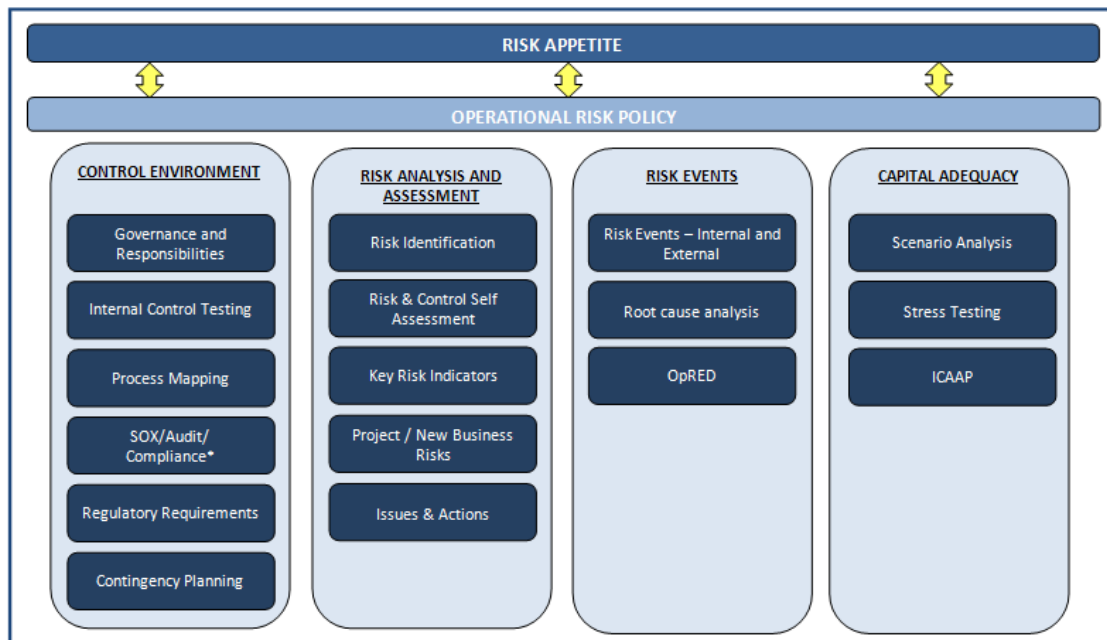 RISK APPETITE
OPERATIONAL RISK POLICY
CONTROL ENVIRONMENT
Governance and
Responsibilities
Internal Control Testing
Process Mapping
SOX/Audit/
Compliance*
Regulatory Requirements
Contingency Planning
RISK ANALYSIS AND
ASSESSMENT
Risk Identification
Risk & Control Self
Assessment
Key Risk Indicators
Project / New Business
Risks
Issues & Actions
RISK EVENTS
Risk Events – Internal and
External
Root cause analysis
OpRED
CAPITAL ADEQUACY
Scenario Analysis
Stress Testing
ICAAP